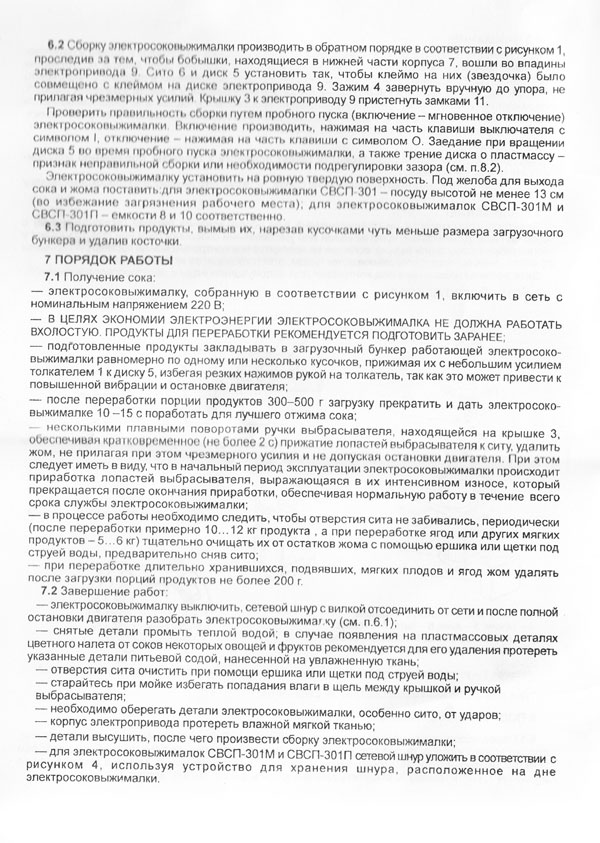 6.2 Сборку электросоковыжималки производить в обратном порядке в соответствии с рисунком 1,
проследив за тем, чтобы бобышки, находящиеся в нижней части корпуса 7, вошли во впадины
электропривода 9. Сито 6 и диск 5 установить так, чтобы клеймо на них (звездочка) было
совмещено с клеймом на диске электропривода 9. Зажим 4 завернуть вручную до упора, не
прилагая чрезмерных усилий. Крышку 3 к электроприводу 9 пристегнуть замками 11.
Проверить правильность сборки путем пробного пуска (включение – мгновенное отключение)
электросоковыжималки. Включение производить, нажимая на часть клавиши выключателя с
символом I, отключение – нажимая на часть клавиши с символом O. Заедание при вращении
диска 5 во время пробного пуска электросоковыжималки, а также трение диска о пластмассу –
признак неправильной сборки или необходимости подрегулировки зазора (см. п.8.2).
Электросоковыжималку установить на ровную твердую поверхность. Под желоба для выхода
сока и жома поставить для электросоковыжималки СВСП-301 – посуду высотой не менее 13 см
(во избежание загрязнения рабочего места), для электросоковыжималок СВСП-301М и
СВСП-301П – емкости 8 и 10 соответственно.
6.3 Подготовить продукты, вымыв их, нарезав кусочками чуть меньше размера загрузочного
бункера и удалив косточки.
7 ПОРЯДОК РАБОТЫ
7.1 Получение сока:
— электросоковыжималку, собранную в соответствии с рисунком 1, включить в сеть с
номинальным напряжением 220 В;
— В ЦЕЛЯХ ЭКОНОМИИ ЭЛЕКТРОЭНЕРГИИ ЭЛЕКТРОСОКОВЫЖИМАЛКА НЕ ДОЛЖНА РАБОТАТЬ
ВХОЛОСТУЮ. ПРОДУКТЫ ДЛЯ ПЕРЕРАБОТКИ РЕКОМЕНДУЕТСЯ ПОДГОТОВИТЬ ЗАРАНЕЕ;
— подготовленные продукты закладывать в загрузочный бункер работающей электросоко-
выжималки равномерно по одному или несколько кусочков, прижимая их с небольшим усилием
толкателем 1 к диску 5, избегая резких нажимов рукой на толкатель, так как это может привести к
повышенной вибрации и остановке двигателя;
— после переработки порции продуктов 300–500 г загрузку прекратить и дать электросоко-
выжималке 10 –15 с поработать для лучшего отжима сока;
— несколькими плавными поворотами ручки выбрасывателя, находящейся на крышке 3,
обеспечивая кратковременное (не более 2 с) прижатие лопастей выбрасывателя к ситу, удалить
жом, не прилагая при этом чрезмерного усилия и не допуская остановки двигателя. При этом
следует иметь в виду, что в начальный период эксплуатации электросоковыжималки происходит
приработка лопастей выбрасывателя, выражающаяся в их интенсивном износе, который
прекращается после окончания приработки, обеспечивая нормальную работу в течение всего
срока службы электросоковыжималки;
— в процессе работы необходимо следить, чтобы отверстия сита не забивались, периодически
(после переработки примерно 10...12 кг продукта , а при переработке ягод или других мягких
продуктов – 5...6 кг) тщательно очищать их от остатков жома с помощью ершика или щетки под
струей воды, предварительно сняв сито;
— при переработке длительно хранившихся, подвявших, мягких плодов и ягод жом удалять
после загрузки порций продуктов не более 200 г.
7.2 Завершение работ:
— электросоковыжималку выключить, сетевой шнур с вилкой отсоединить от сети и после полной
остановки двигателя разобрать электросоковыжималку (см. п.6.1);
— снятые детали промыть теплой водой; в случае появления на пластмассовых деталях
цветного налета от соков некоторых овощей и фруктов рекомендуется для его удаления протереть
указанные детали питьевой содой, нанесенной на увлажненную ткань;
— отверстия сита очистить при помощи ершика или щетки под струей воды;
— старайтесь при мойке избегать попадания влаги в щель между крышкой и ручкой
выбрасывателя;
— необходимо оберегать детали электросоковыжималки, особенно сито, от ударов;
— корпус электропривода протереть влажной мягкой тканью;
— детали высушить, после чего произвести сборку электросоковыжималки;
— для электросоковыжималок СВСП-301М и СВСП-301П сетевой шнур уложить в соответствии с
рисунком 4, используя устройство для хранения шнура, расположенное на дне
электросоковыжималки.